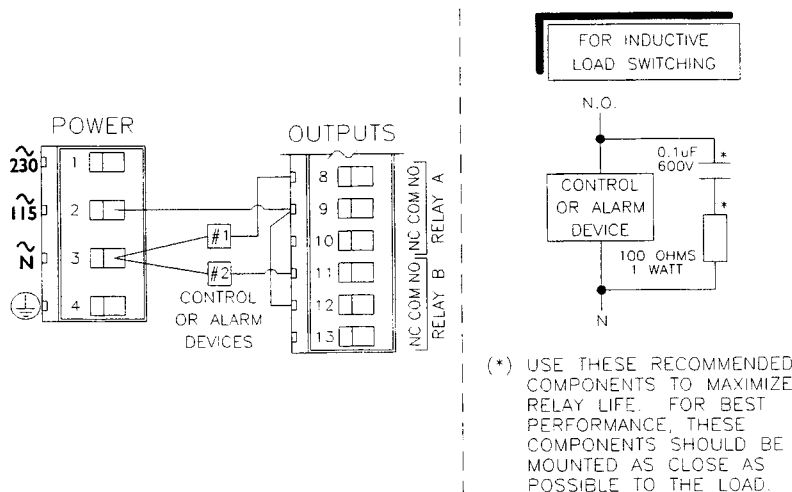 POWER
~
230
1
~
115
2
~
N
3
4
#1
#2
CONTROL
OR ALARM
DEVICES
OUTPUTS
8
9
10
11
12
13
NC COM NO
RELAY A
NC COM NO
RELAY B
FOR INDUCTIVE
LOAD SWITCHING
N.O.
0.1uF
600V
*
CONTROL
OR ALARM
DEVICE
*
100 OHMS
1 WATT
N
(*) USE THESE RECOMMENDED
COMPONENTS TO MAXIMIZE
RELAY LIFE. FOR BEST
PERFORMANCE, THESE
COMPONENTS SHOULD BE
MOUNTED AS CLOSE AS
POSSIBLE TO THE LOAD.